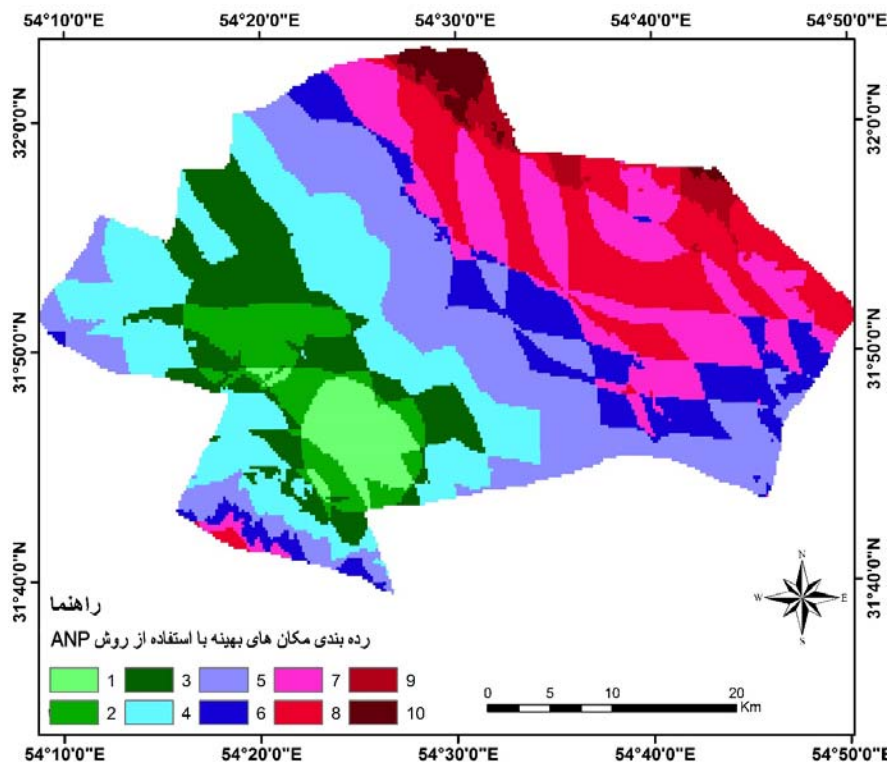 54°10'0"E 54°20'0"E 54°30'0"E 54°40'0"E 54°50'0"E
32°0'0"N 32°0'0"N
31°50'0"N 31°50'0"N
31°40'0"N 31°40'0"N
N
W E
S
راهنما
رده بندی مکان های بهینه با استفاده از روش ANP
1 3 5 7 9
2 4 6 8 10
0 5 10 20
Km
54°10'0"E 54°20'0"E 54°30'0"E 54°40'0"E 54°50'0"E